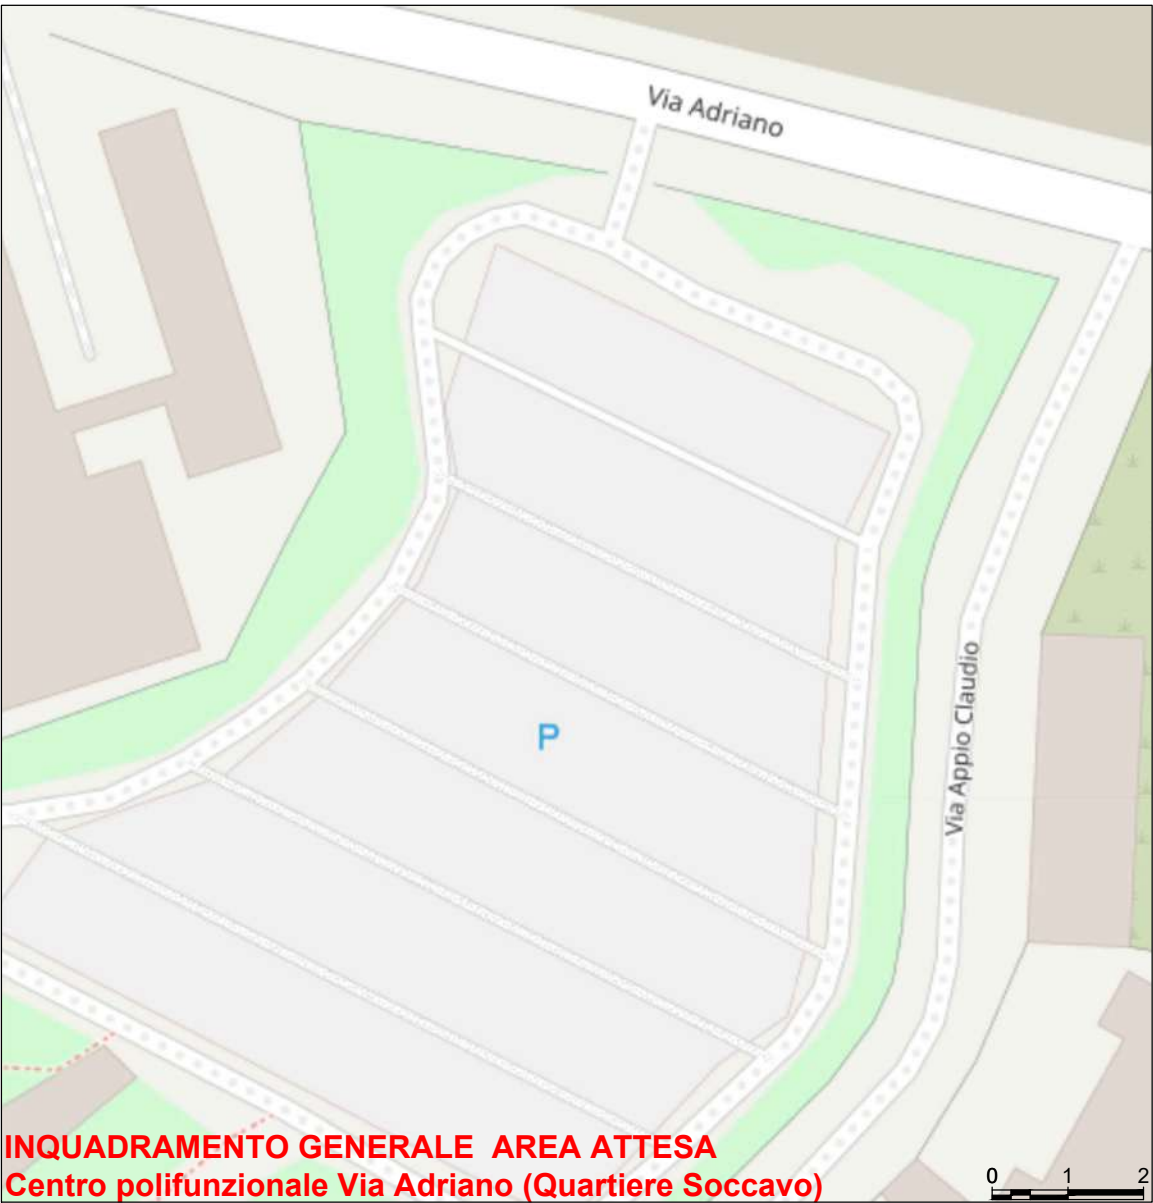 Via Adriano
P
Via Appio Claudio
INQUADRAMENTO GENERALE  AREA ATTESA
Centro polifunzionale Via Adriano (Quartiere Soccavo)
0 1 2